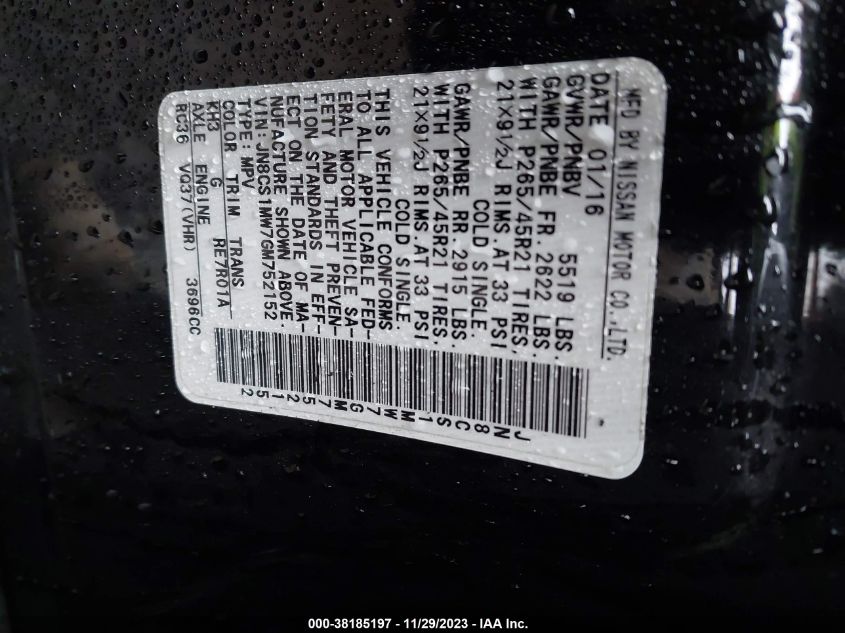 MFD BY NISSAN MOTOR CO.,LTD.
DATE 01/16
GVWR/PNBV 5519 LBS.
GAWR/PNBE FR. 2622 LBS.
WITH P265/45R21 TIRES,
21X9½J RIMS.AT 33 PSI
COLD SINGLE.
GAWR/PNBE RR. 2915 LBS.
WITH P265/45R21 TIRES.
21X9½J RIMS.AT 33 PSI
COLD SINGLE.
THIS VEHICLE CONFORMS
TO ALL APPLICABLE FED-
ERAL MOTOR VEHICLE SA-
FETY AND THEFT PREVEN-
TION STANDARDS IN EFF-
ECT ON THE DATE OF MA-
NUFACTURE SHOWN ABOVE.
VIN:JN8CS1MW7GM752152
TYPE:MPV
COLOR TRIM TRANS
KH3 G RE7R01A
AXLE ENGINE
RC36 VQ37(VHR) 3696CC
JN8CS1MW7GM752152
000-38185197 - 11/29/2023 - IAA Inc.